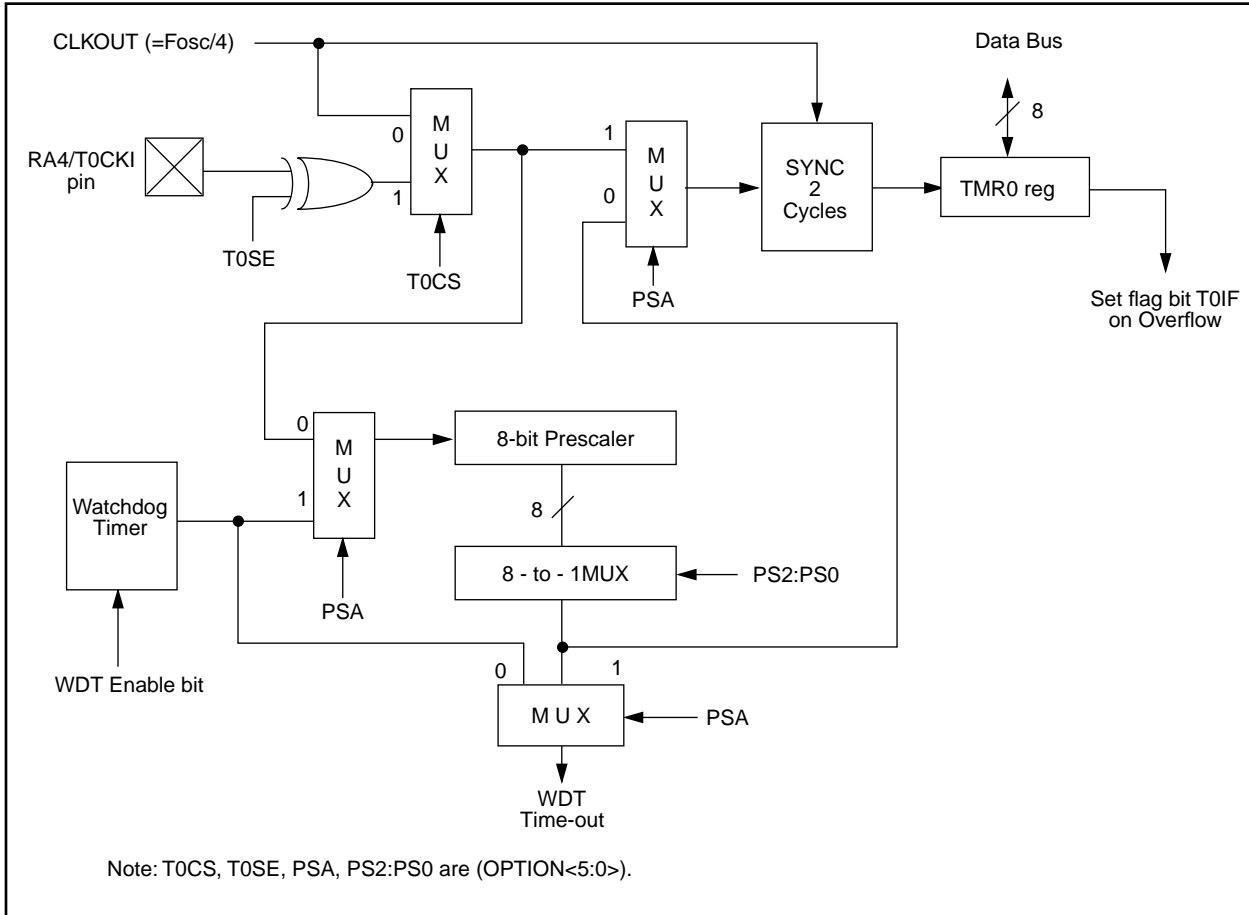 CLKOUT (=Fosc/4)
Data Bus
8
RA4/T0CKI
pin
T0SE
0
1
M
U
X
T0CS
1
0
M
U
X
PSA
SYNC
2
Cycles
TMR0 reg
Set flag bit T0IF
on Overflow
0
1
M
U
X
PSA
8-bit Prescaler
8
Watchdog
Timer
WDT Enable bit
8 - to - 1MUX
PS2:PS0
0
1
M U X
PSA
WDT
Time-out
Note: T0CS, T0SE, PSA, PS2:PS0 are (OPTION<5:0>).